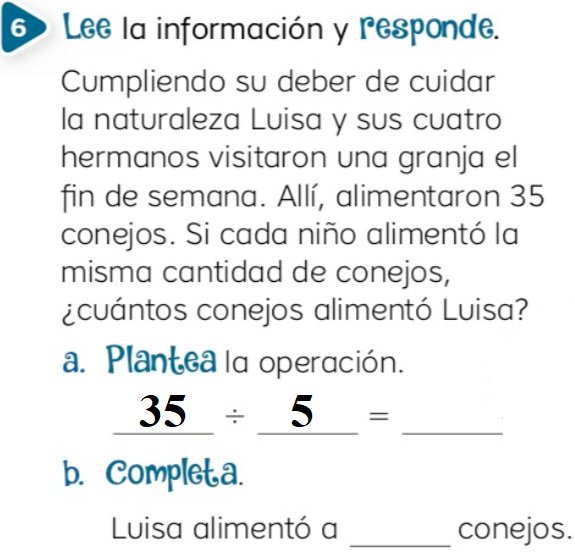 6 Lee la información y responde.
Cumpliendo su deber de cuidar
la naturaleza Luisa y sus cuatro
hermanos visitaron una granja el
fin de semana. Allí, alimentaron 35
conejos. Si cada niño alimentó la
misma cantidad de conejos,
¿cuántos conejos alimentó Luisa?
a. Plantea la operación.
35 ÷ 5 = ______
b. Completa.
Luisa alimentó a ______ conejos.